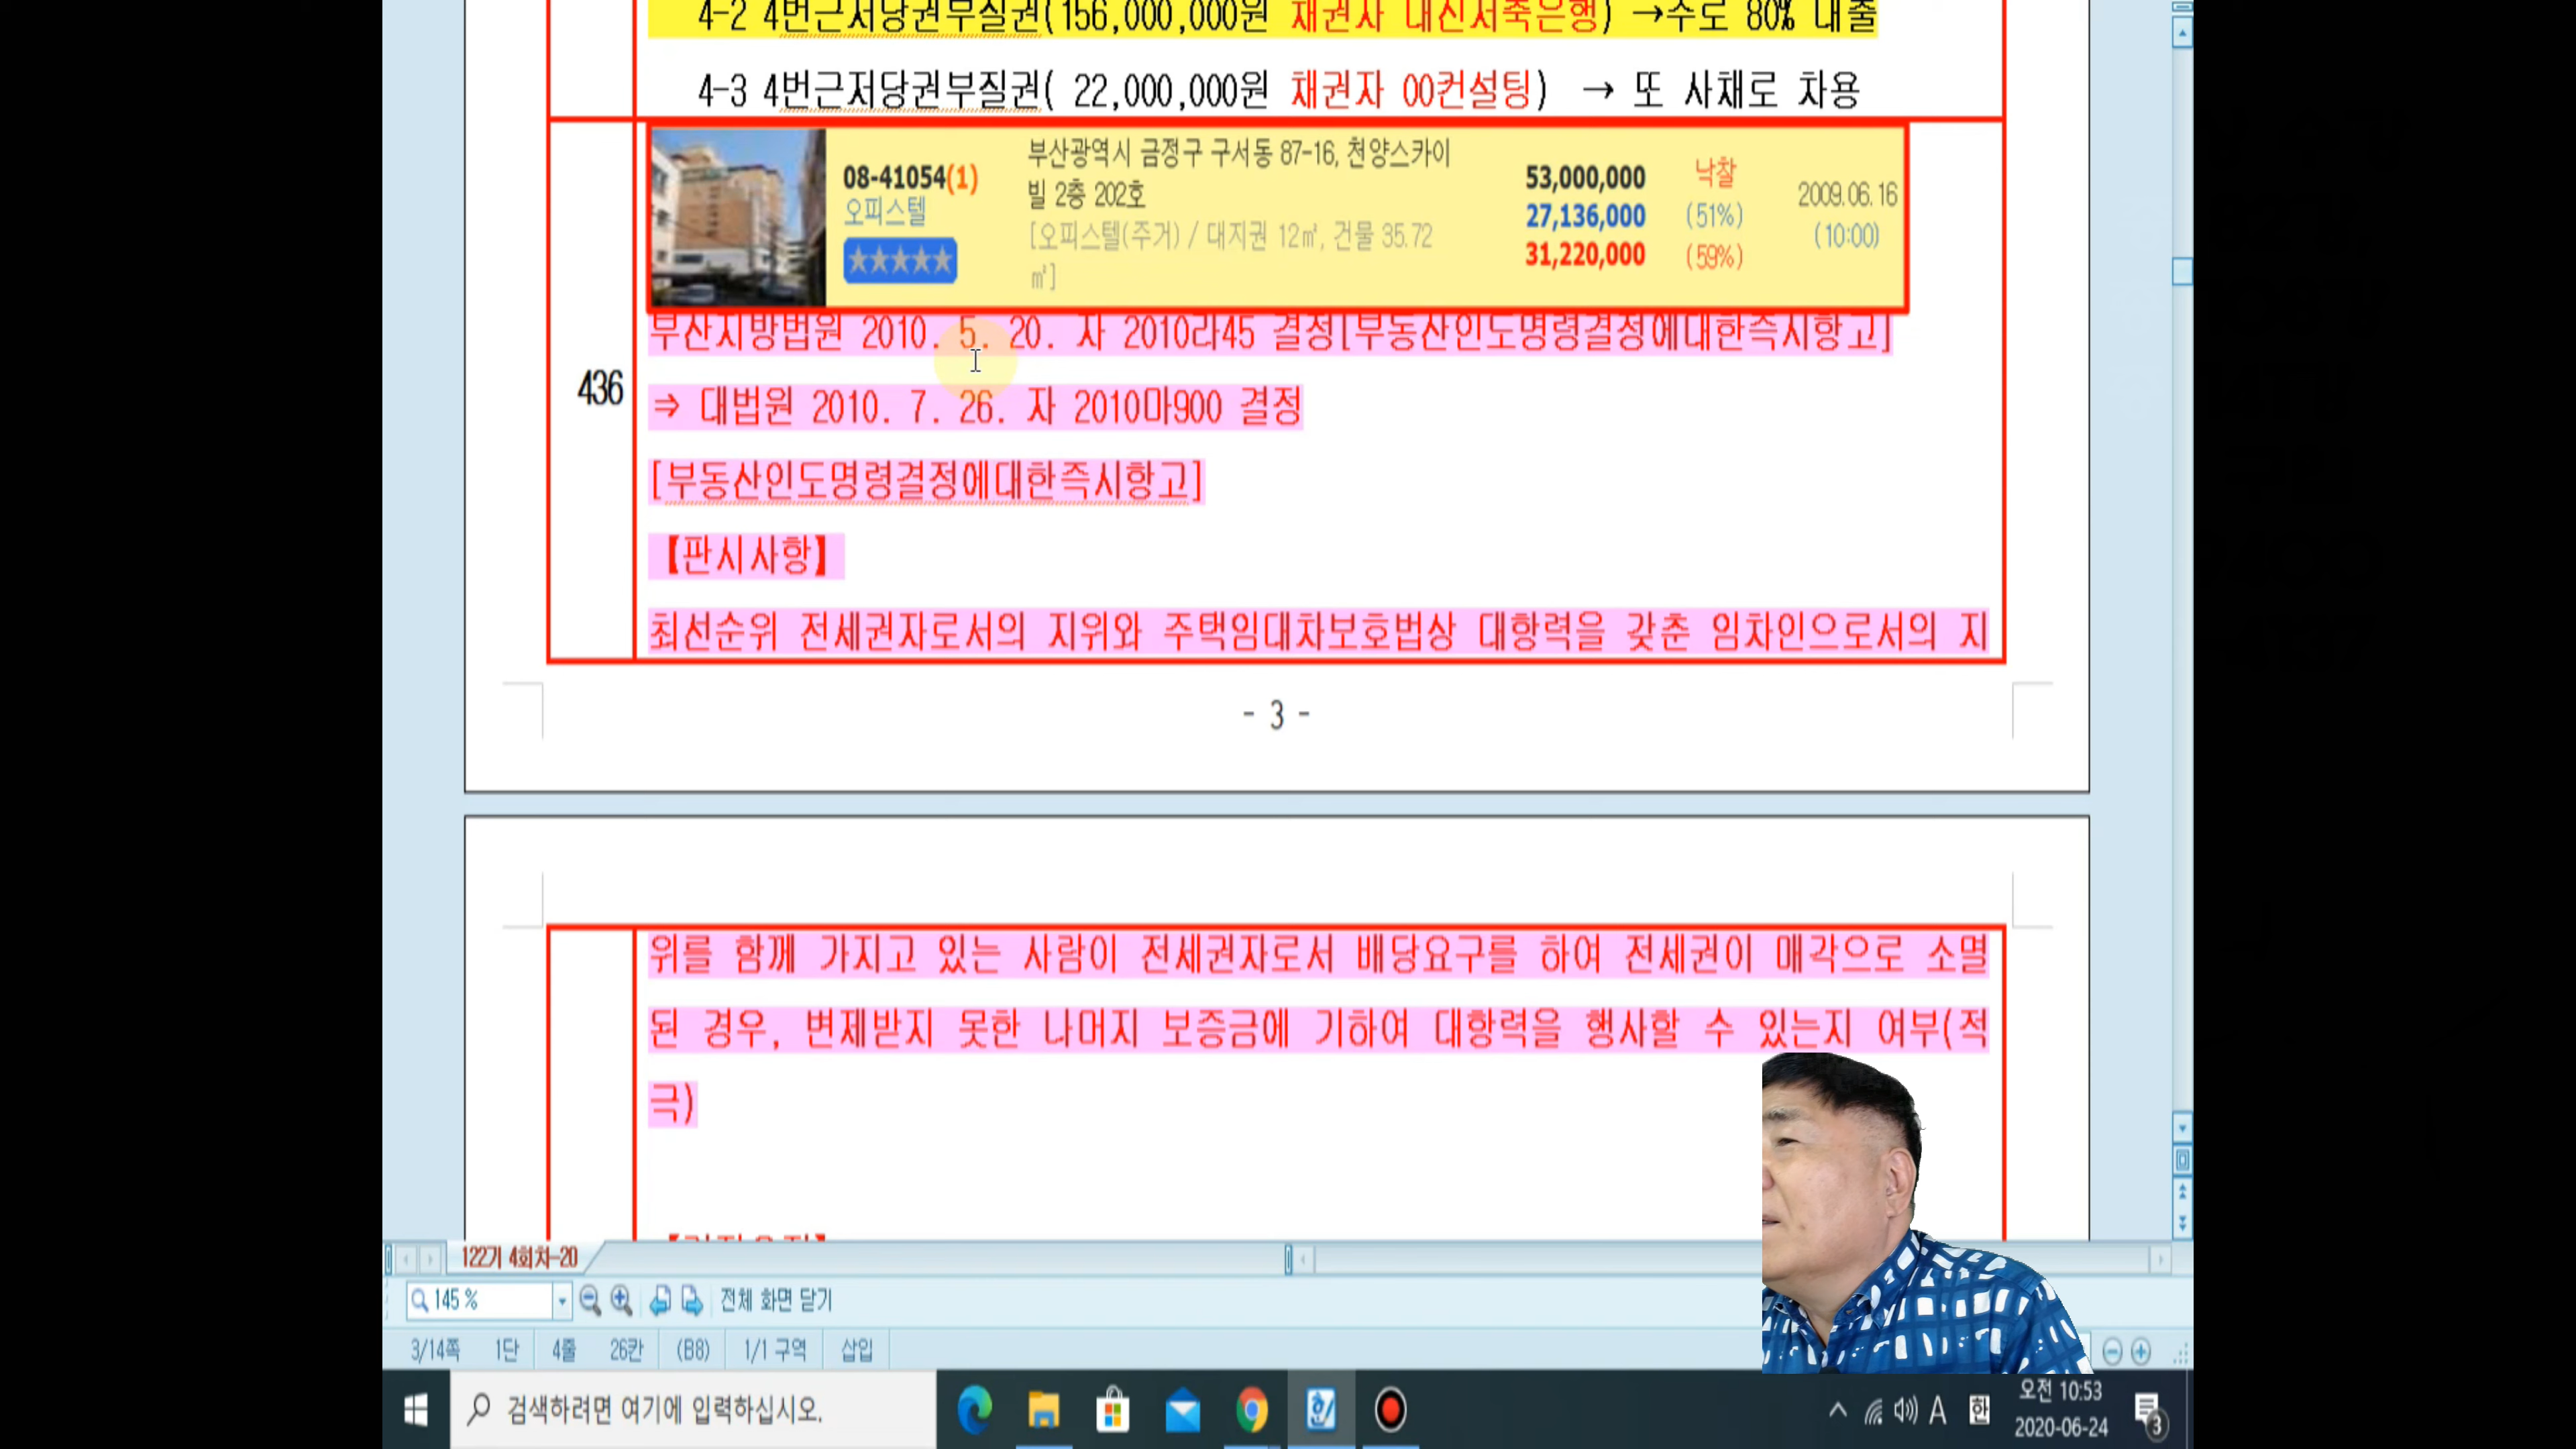 4-2 4번근저당권부질권(156,000,000원 채권자 대신저축은행) →주로 80% 대출
4-3 4번근저당권부질권( 22,000,000원 채권자 00컨설팅) → 또 사채로 차용
436
08-41054(1)
오피스텔
★★★★★
부산광역시 금정구 구서동 87-16, 천양스카이
빌 2층 202호
[오피스텔(주거) / 대지권 12㎡, 건물 35.72
㎡]
53,000,000
27,136,000
31,220,000
낙찰
(51%)
(59%)
2009.06.16
(10:00)
부산지방법원 2010. 5. 20. 자 2010라45 결정[부동산인도명령결정에대한즉시항고]
⇒ 대법원 2010. 7. 26. 자 2010마900 결정
[부동산인도명령결정에대한즉시항고]
【판시사항】
최선순위 전세권자로서의 지위와 주택임대차보호법상 대항력을 갖춘 임차인으로서의 지
- 3 -
위를 함께 가지고 있는 사람이 전세권자로서 배당요구를 하여 전세권이 매각으로 소멸
된 경우, 변제받지 못한 나머지 보증금에 기하여 대항력을 행사할 수 있는지 여부(적
극)
122기 4회차-20
145 %
전체 화면 닫기
3/14쪽 1단 4줄 26칸 (B8) 1/1 구역 삽입
검색하려면 여기에 입력하십시오.
A 한
오전 10:53
2020-06-24
3